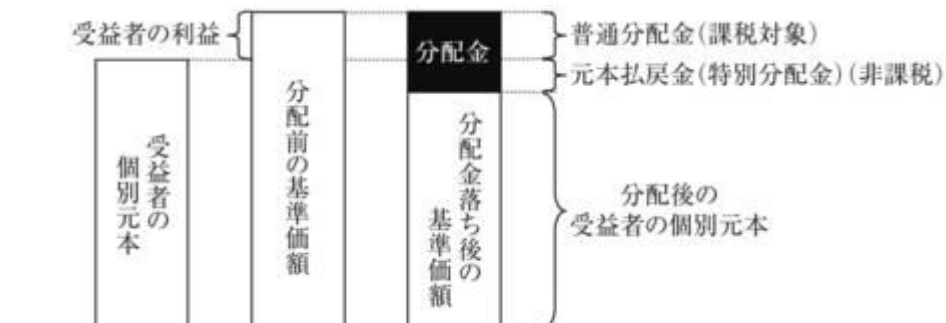 受益者の利益
分配金
普通分配金(課税対象)
元本払戻金(特別分配金)(非課税)
受益者の
個別元本
分配前の基準価額
分配金落ち後の
基準価額
分配後の
受益者の個別元本